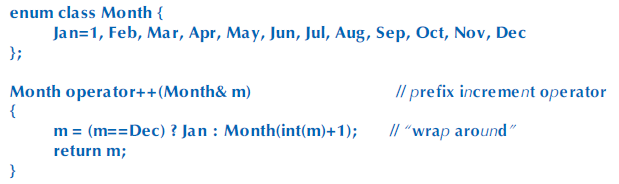 enum class Month {
Jan=1, Feb, Mar, Apr, May, Jun, Jul, Aug, Sep, Oct, Nov, Dec
};
Month operator++(Month& m) // prefix increment operator
{
m = (m==Dec) ? Jan : Month(int(m)+1); // “wrap around”
return m;
}